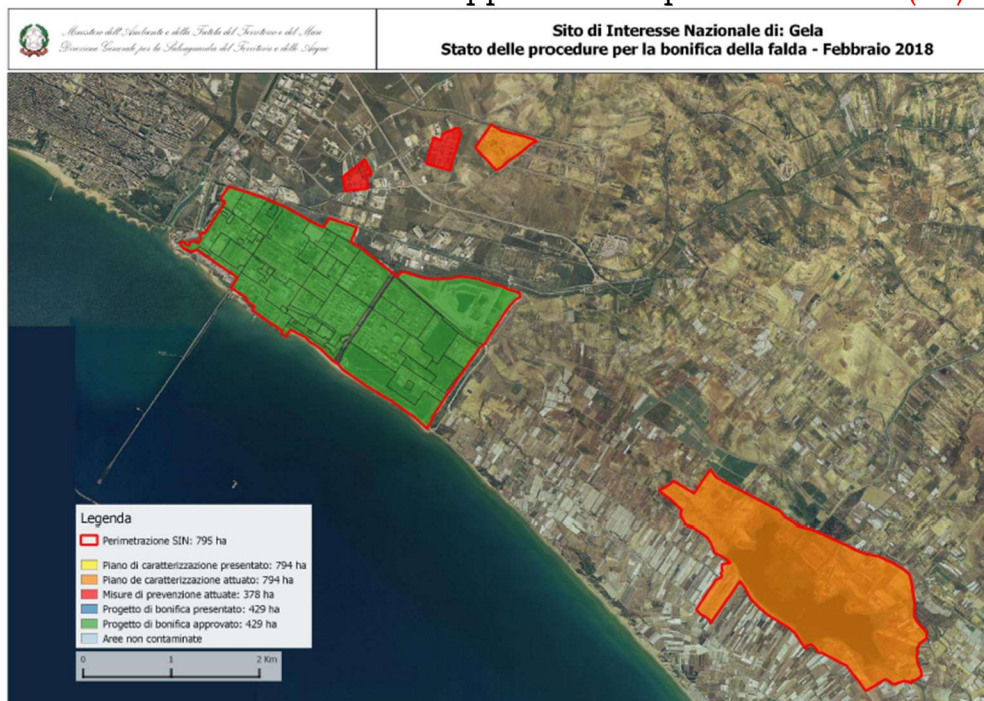 Ministero dell'Ambiente e della Tutela del Territorio e del Mare
Direzione Generale per la Salvaguardia del Territorio e delle Acque
Sito di Interesse Nazionale di: Gela
Stato delle procedure per la bonifica della falda - Febbraio 2018
Legenda
Perimetrazione SIN: 795 ha
Piano di caratterizzazione presentato: 794 ha
Piano de caratterizzazione attuato: 794 ha
Misure di prevenzione attuate: 378 ha
Progetto di bonifica presentato: 429 ha
Progetto di bonifica approvato: 429 ha
Aree non contaminate
0 1 2 Km